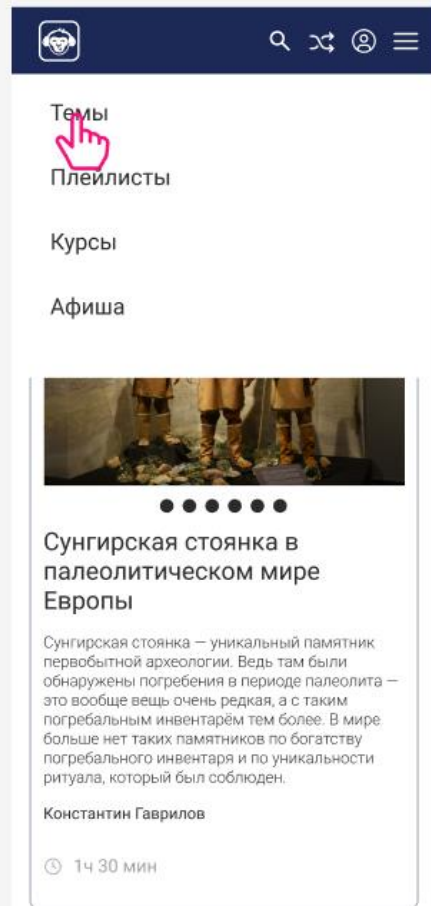 Темы
Плейлисты
Курсы
Афиша
Сунгирская стоянка в
палеолитическом мире
Европы
Сунгирская стоянка — уникальный памятник
первобытной археологии. Ведь там были
обнаружены погребения в периоде палеолита —
это вообще вещь очень редкая, а с таким
погребальным инвентарём тем более. В мире
больше нет таких памятников по богатству
погребального инвентаря и по уникальности
ритуала, который был соблюден.
Константин Гаврилов
1ч 30 мин